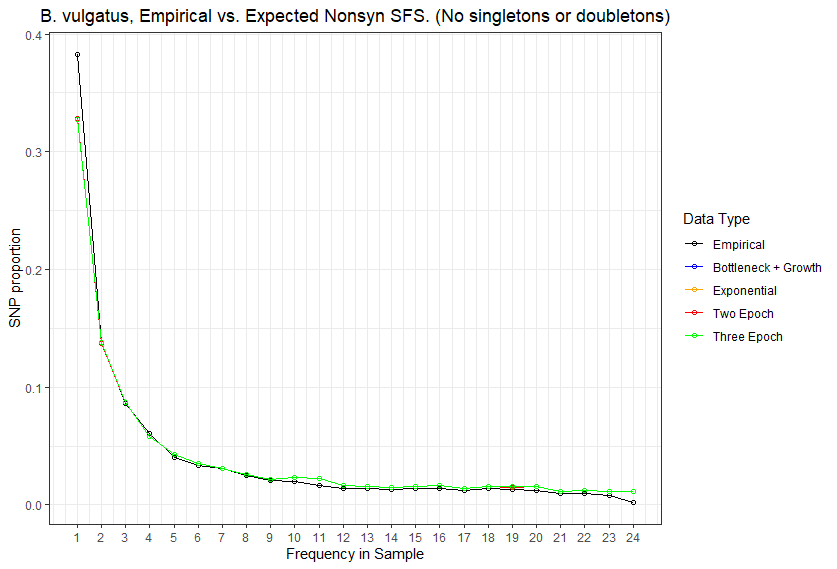 B. vulgatus, Empirical vs. Expected Nonsyn SFS. (No singletons or doubletons)
0.4
0.3
0.2
0.1
0.0
SNP proportion
1 2 3 4 5 6 7 8 9 10 11 12 13 14 15 16 17 18 19 20 21 22 23 24
Frequency in Sample
Data Type
Empirical
Bottleneck + Growth
Exponential
Two Epoch
Three Epoch